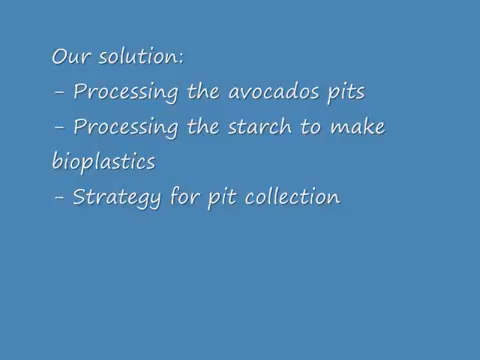 Our solution:
- Processing the avocados pits
- Processing the starch to make
bioplastics
- Strategy for pit collection